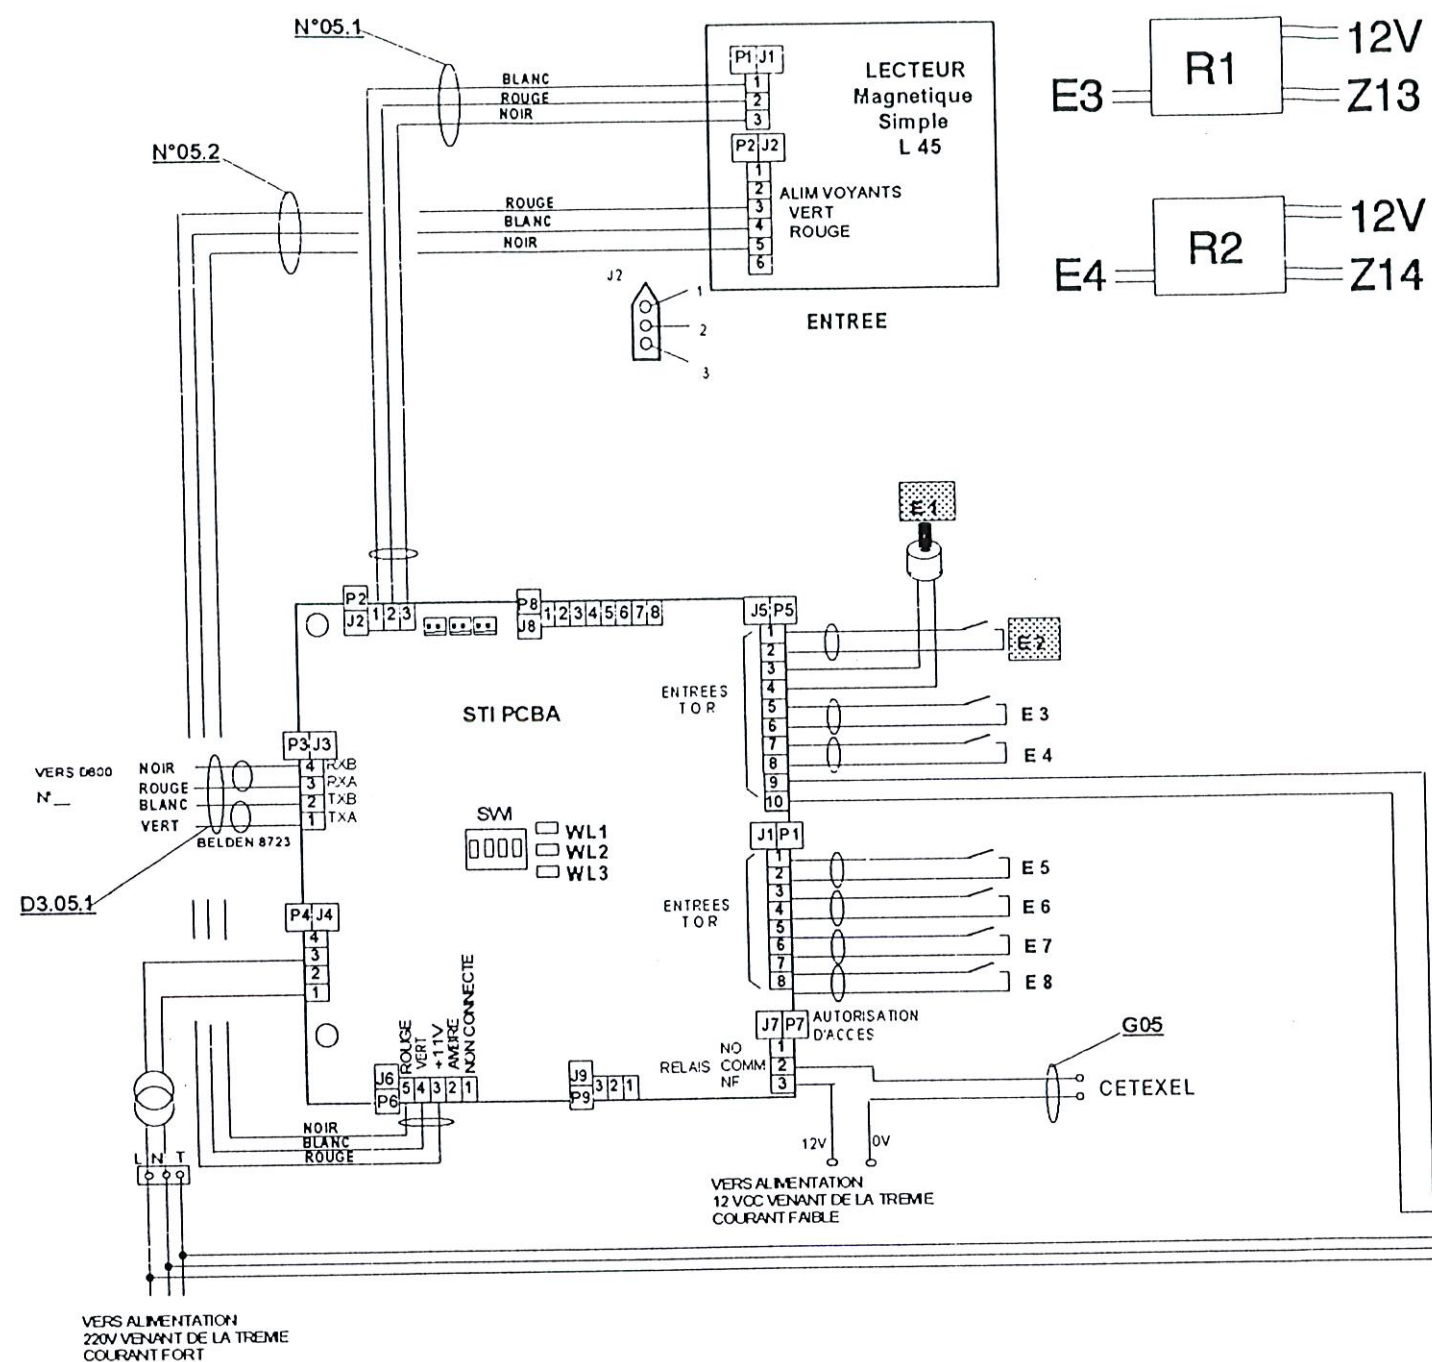 N°05.1
P1 J1
1
2
3
BLANC
ROUGE
NOIR
LECTEUR
Magnetique
Simple
L 45
R1
12V
E3
Z13
N°05.2
P2 J2
1
2
3
4
5
6
ROUGE
BLANC
NOIR
ALIM VOYANTS
VERT
ROUGE
R2
12V
E4
Z14
J2
1
2
3
ENTREE
E1
P2
J2
1 2 3
P8
J8
1 2 3 4 5 6 7 8
J5 P5
1
2
3
4
5
6
7
8
9
10
E2
ENTREES
TOR
E 3
E 4
STI PCBA
P3 J3
4 RXB
3 RXA
2 TXB
1 TXA
VERS D600
N°__
NOIR
ROUGE
BLANC
VERT
BELDEN 8723
D3.05.1
SW1
WL1
WL2
WL3
J1 P1
1
2
3
4
5
6
7
8
ENTREES
TOR
E 5
E 6
E 7
E 8
P4 J4
4
3
2
1
ROUGE
VERT
+11V
AMBRE
NON CONNECTE
J6
P6
5 4 3 2 1
J9
P9
3 2 1
J7 P7
1
2
3
AUTORISATION
D'ACCES
NO
RELAIS COMM
NF
G05
CETEXEL
NOIR
BLANC
ROUGE
12V
0V
L N T
VERS ALIMENTATION
12 VCC VENANT DE LA TREMIE
COURANT FAIBLE
VERS ALIMENTATION
220V VENANT DE LA TREMIE
COURANT FORT